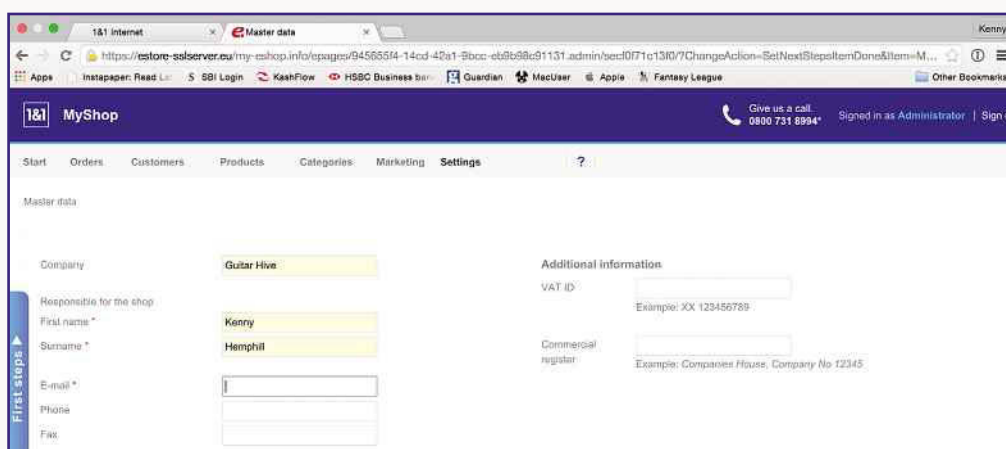 1&1 Internet
Master data
Kenny
https://estore-sslserver.eu/my-eshop.info/epages/945655f4-14cd-42a1-9bcc-eb9b98c91131.admin/sec!0f71c13f0/?ChangeAction=SetNextStepsItemDone&Item=M...
Apps Instapaper: Read SBI Login KashFlow HSBC Business Guardian MacUser Apple Fantasy League Other Bookmarks
1&1 MyShop
Give us a call.
0800 731 8994* Signed in as Administrator | Sign
Start Orders Customers Products Categories Marketing Settings ?
Master data
Company Guitar Hive
Responsible for the shop
First name * Kenny
Surname * Hemphill
E-mail *
Phone
Fax
Additional information
VAT ID
Example: XX 123456789
Commercial
register
Example: Companies House, Company No 12345
First steps